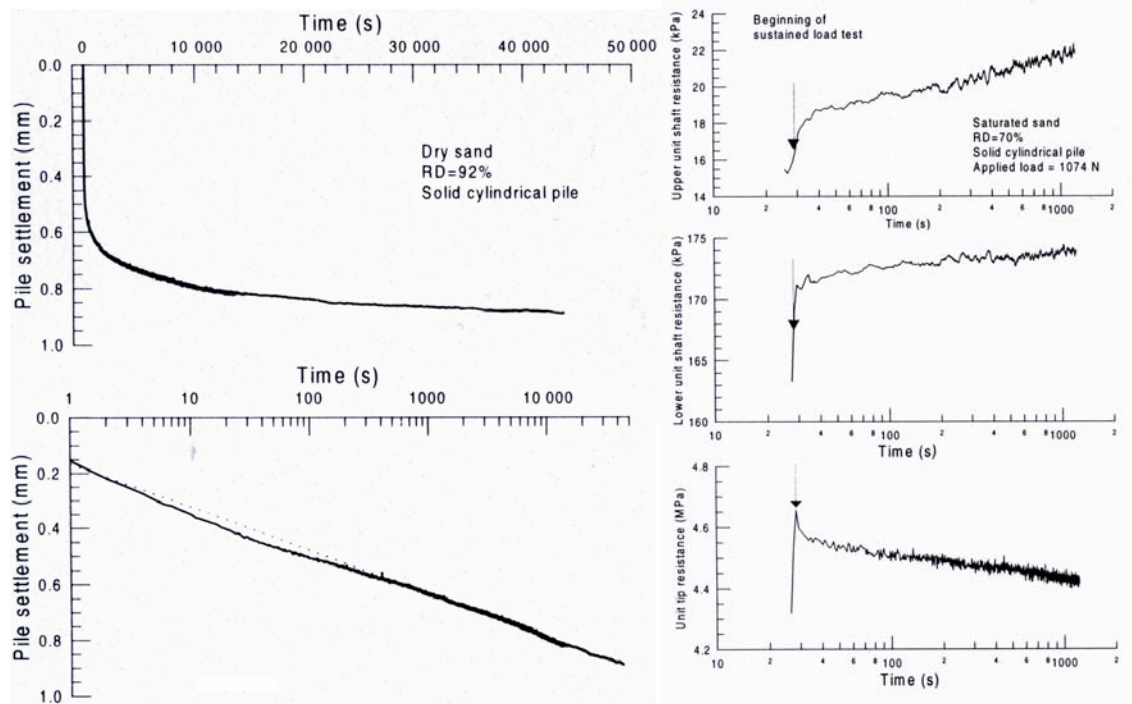 Time (s)
0 10 000 20 000 30 000 40 000 50 000
0.0
0.2
0.4
0.6
0.8
1.0
Pile settlement (mm)
Dry sand
RD=92%
Solid cylindrical pile
Time (s)
1 10 100 1000 10 000
0.0
0.2
0.4
0.6
0.8
1.0
Pile settlement (mm)
24
22
20
18
16
14
Upper unit shaft resistance (kPa)
Beginning of
sustained load test
Saturated sand
RD=70%
Solid cylindrical pile
Applied load = 1074 N
10 2 4 6 8 100 2 4 6 8 1000 2
Time (s)
175
170
165
160
Lower unit shaft resistance (kPa)
10 2 4 6 8 100 2 4 6 8 1000 2
Time (s)
4.8
4.6
4.4
4.2
Unit tip resistance (MPa)
10 2 4 6 8 100 2 4 6 8 1000 2
Time (s)